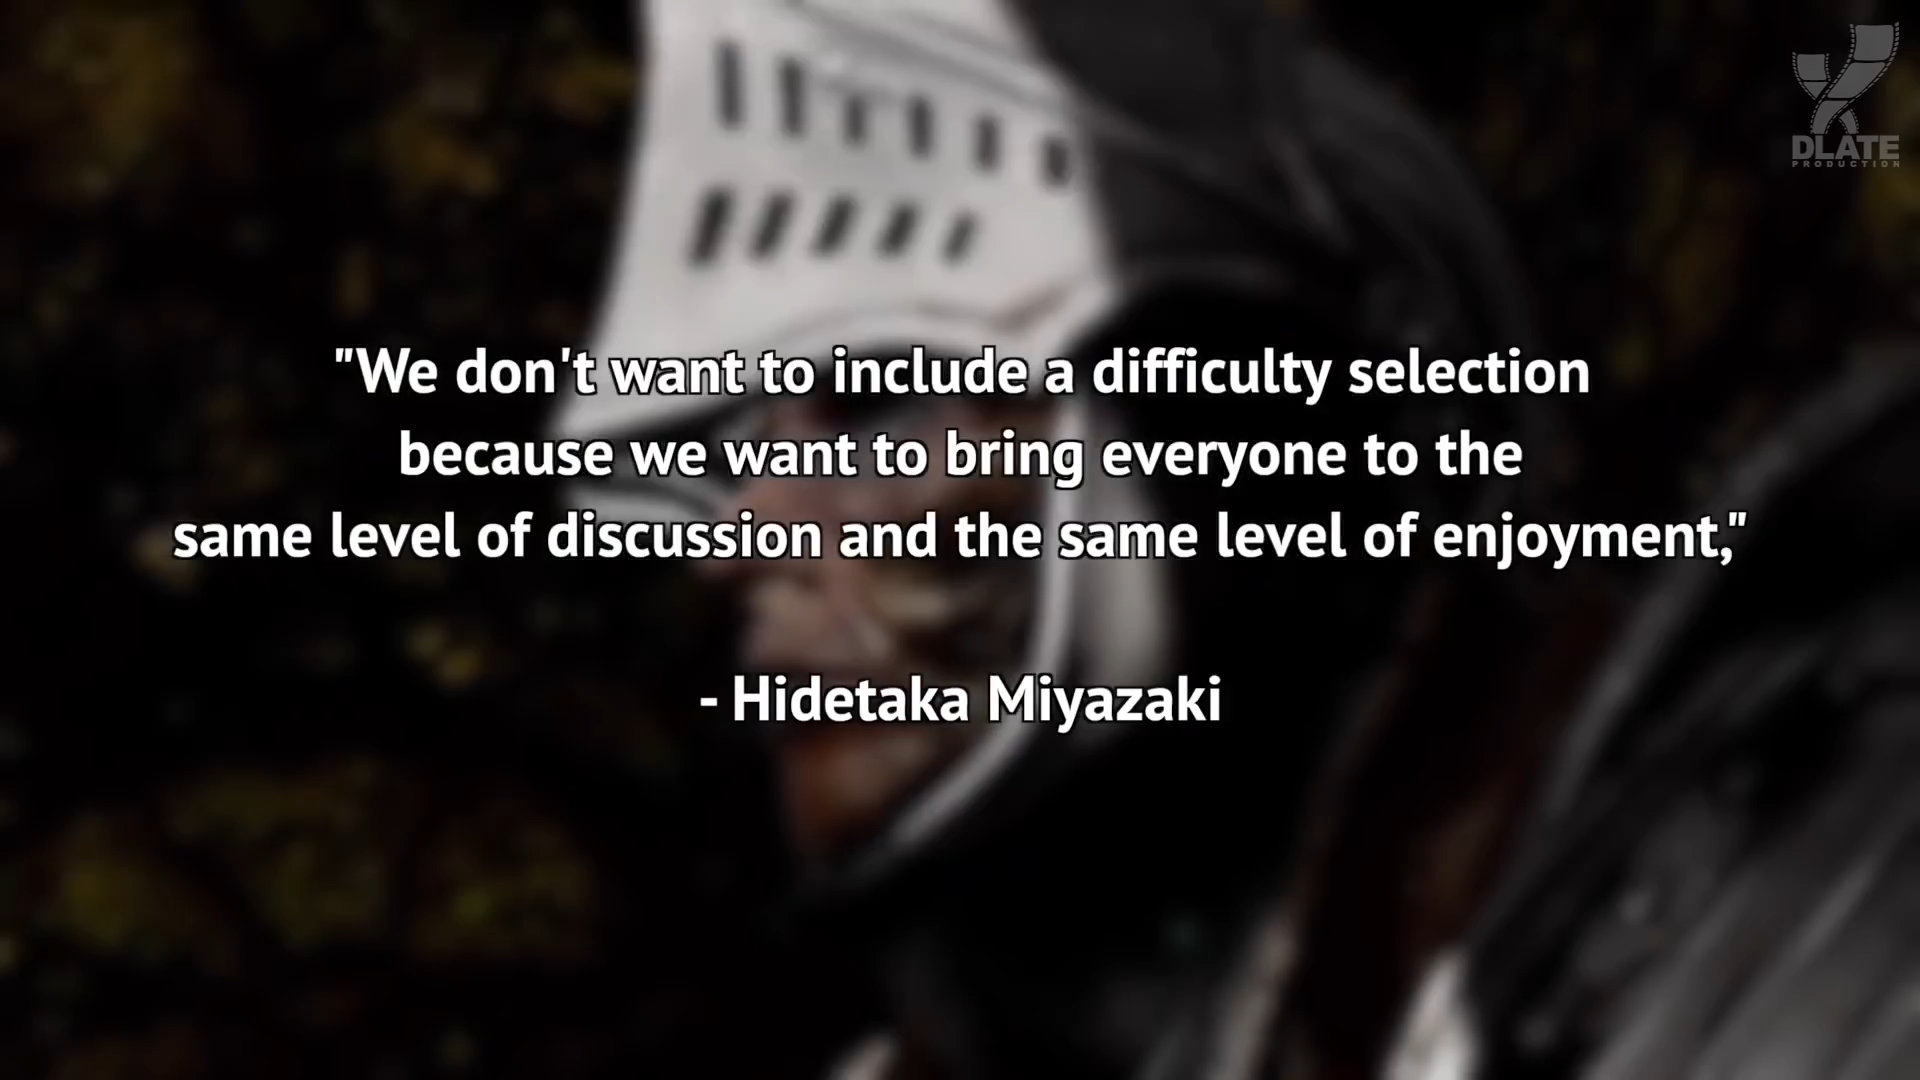 DLATE
PRODUCTION
"We don't want to include a difficulty selection
because we want to bring everyone to the
same level of discussion and the same level of enjoyment,"
- Hidetaka Miyazaki